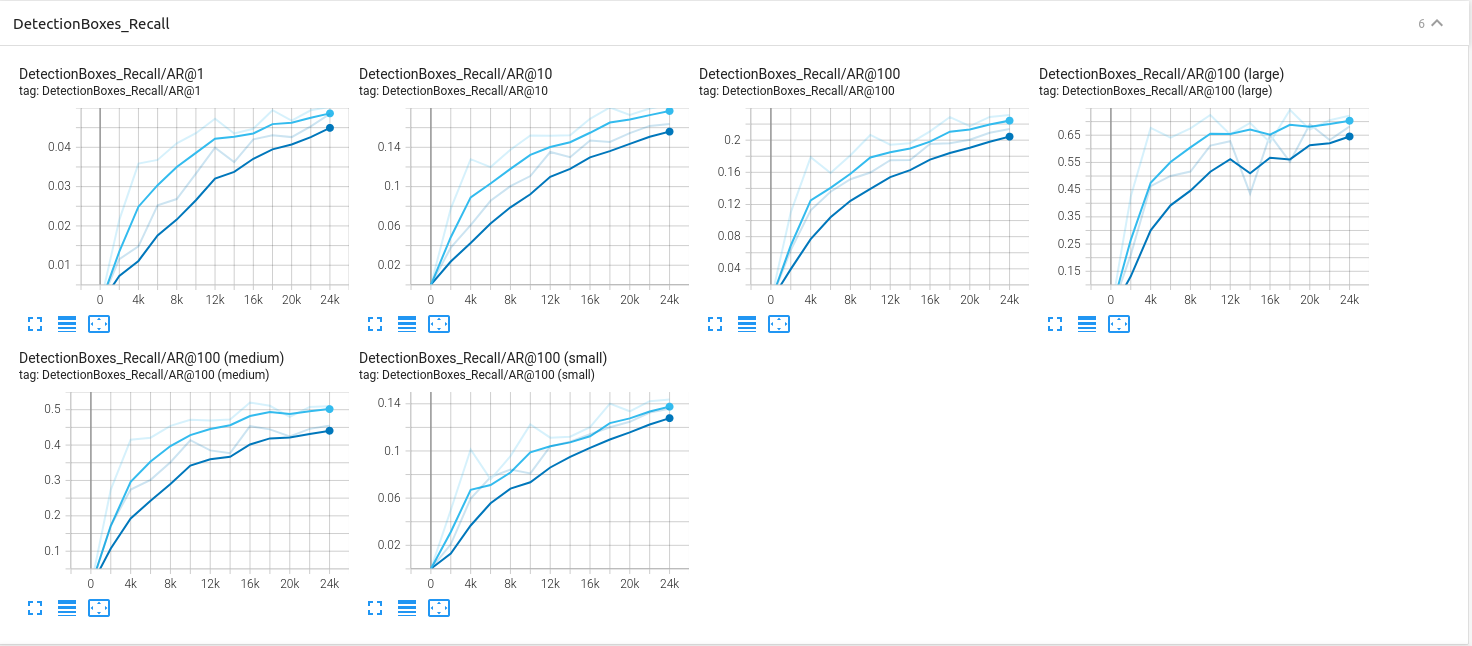 DetectionBoxes_Recall 6
DetectionBoxes_Recall/AR@1
tag: DetectionBoxes_Recall/AR@1
0.04
0.03
0.02
0.01
0 4k 8k 12k 16k 20k 24k
DetectionBoxes_Recall/AR@10
tag: DetectionBoxes_Recall/AR@10
0.14
0.1
0.06
0.02
0 4k 8k 12k 16k 20k 24k
DetectionBoxes_Recall/AR@100
tag: DetectionBoxes_Recall/AR@100
0.2
0.16
0.12
0.08
0.04
0 4k 8k 12k 16k 20k 24k
DetectionBoxes_Recall/AR@100 (large)
tag: DetectionBoxes_Recall/AR@100 (large)
0.65
0.55
0.45
0.35
0.25
0.15
0 4k 8k 12k 16k 20k 24k
DetectionBoxes_Recall/AR@100 (medium)
tag: DetectionBoxes_Recall/AR@100 (medium)
0.5
0.4
0.3
0.2
0.1
0 4k 8k 12k 16k 20k 24k
DetectionBoxes_Recall/AR@100 (small)
tag: DetectionBoxes_Recall/AR@100 (small)
0.14
0.1
0.06
0.02
0 4k 8k 12k 16k 20k 24k